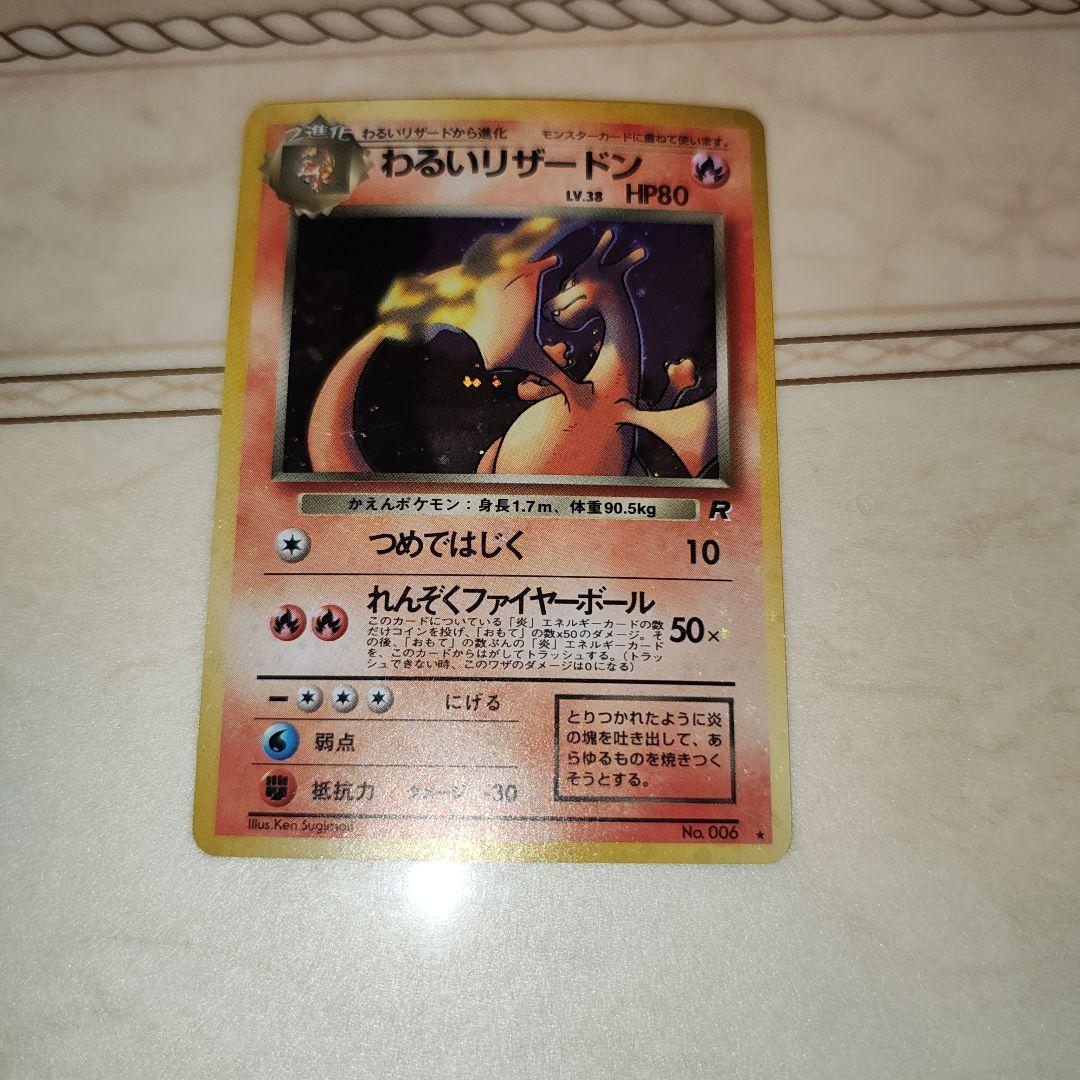 2進化 わるいリザードから進化 モンスターカードに重ねて使います。
わるいリザードン
LV.38 HP80
かえんポケモン：身長1.7m、体重90.5kg
R
つめではじく 10
れんぞくファイヤーボール
このカードについている「炎」エネルギーカードの数
だけコインを投げ、「おもて」の数×50のダメージ。そ
の後、「おもて」の数ぶんの「炎」エネルギーカード
を、このカードからはがしてトラッシュする。（トラッ
シュできない時、このワザのダメージは0になる）
50×
にげる
弱点
抵抗力 ダメージ -30
とりつかれたように炎
の塊を吐き出して、あ
らゆるものを焼きつく
そうとする。
Illus.Ken Sugimori
No. 006 ★